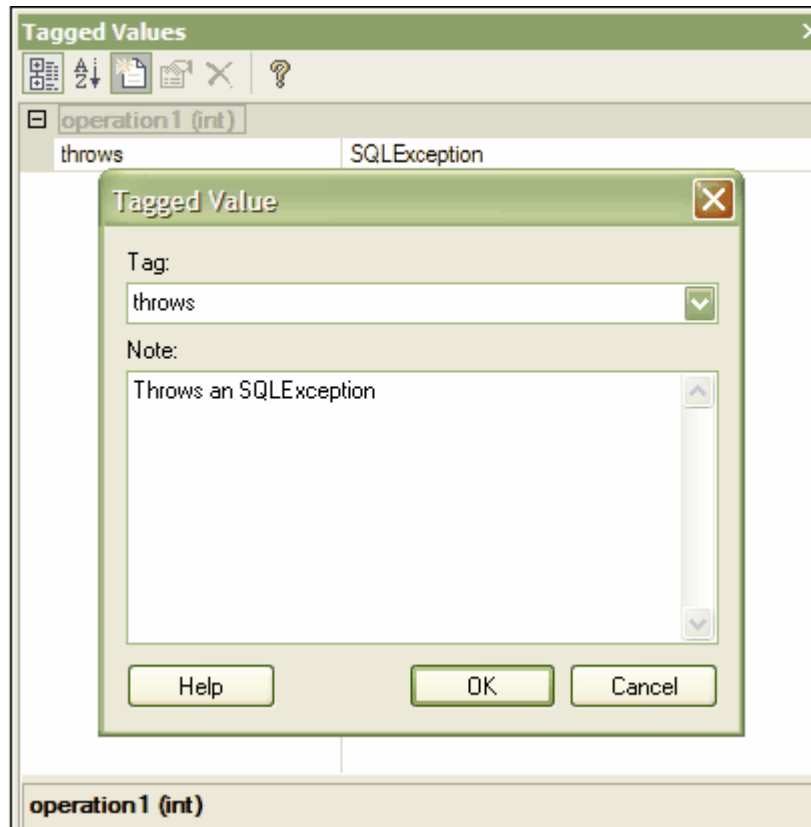 Tagged Values
operation1 (int)
throws SQLException
Tagged Value
Tag:
throws
Note:
Throws an SQLException
Help OK Cancel
operation1 (int)